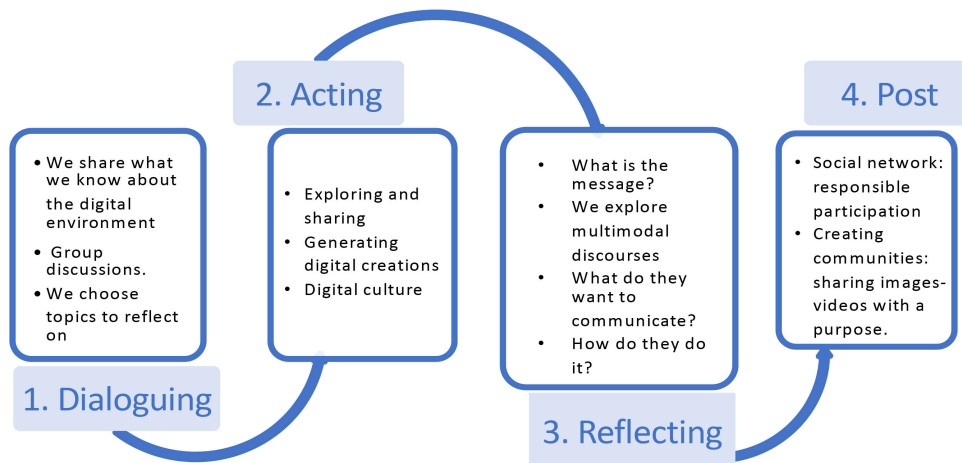 1. Dialoguing
• We share what
we know about
the digital
environment
• Group
discussions.
• We choose
topics to reflect
on
2. Acting
• Exploring and
sharing
• Generating
digital creations
• Digital culture
3. Reflecting
• What is the
message?
• We explore
multimodal
discourses
• What do they
want to
communicate?
• How do they do
it?
4. Post
• Social network:
responsible
participation
• Creating
communities:
sharing images-
videos with a
purpose.